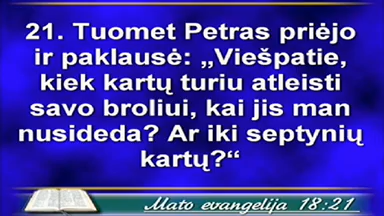 21. Tuomet Petras priėjo
ir paklausė: „Viešpatie,
kiek kartų turiu atleisti
savo broliui, kai jis man
nusideda? Ar iki septynių
kartų?“
Mato evangelija 18:21